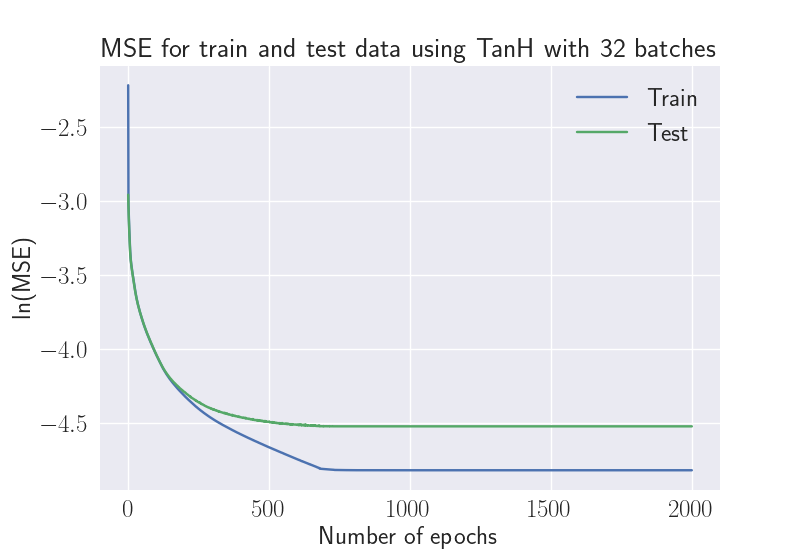 MSE for train and test data using TanH with 32 batches
Train
Test
−2.5
−3.0
−3.5
−4.0
−4.5
ln(MSE)
0 500 1000 1500 2000
Number of epochs